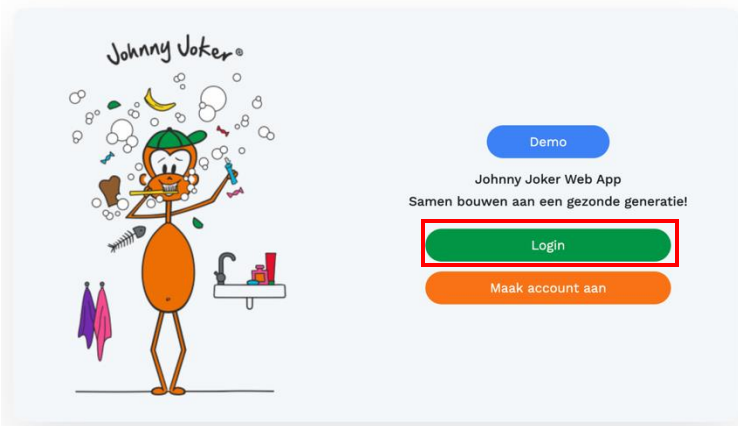 Johnny Joker®
Demo
Johnny Joker Web App
Samen bouwen aan een gezonde generatie!
Login
Maak account aan